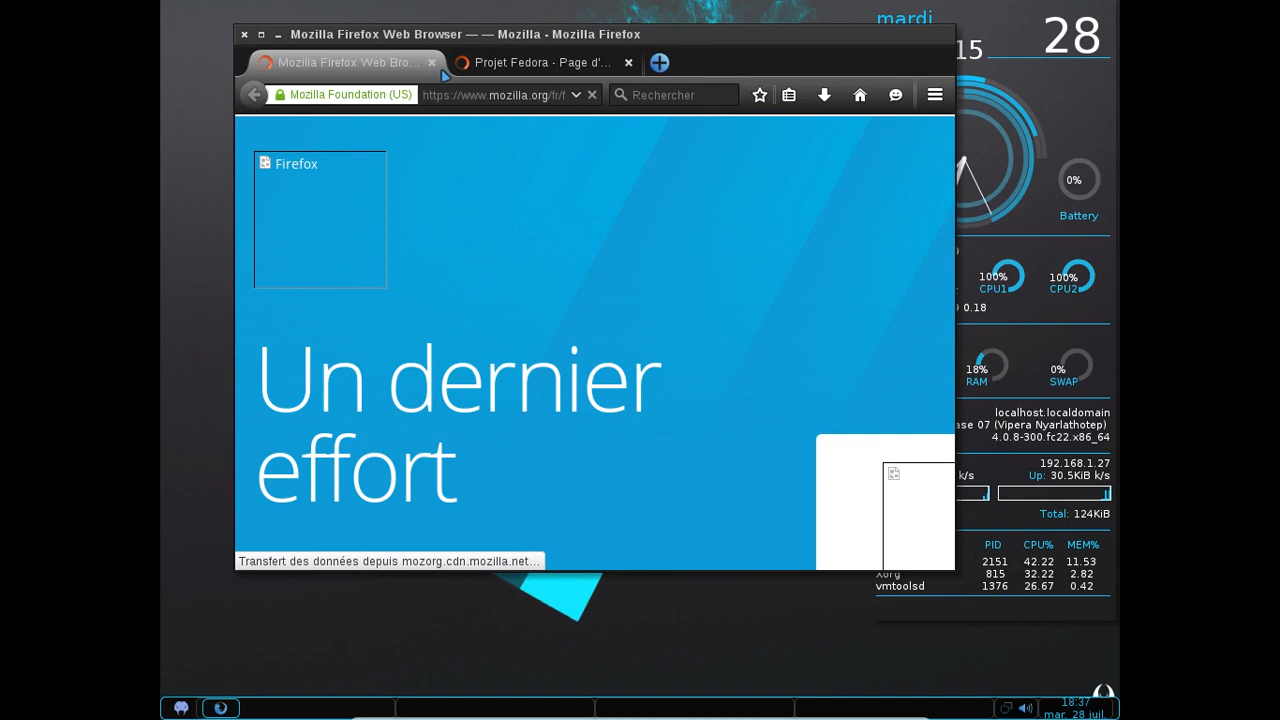 mardi
28
15
Mozilla Firefox Web Browser — — Mozilla - Mozilla Firefox
Mozilla Firefox Web Bro...
Projet Fedora - Page d'...
Mozilla Foundation (US)
https://www.mozilla.org/fr/f
Rechercher
Firefox
Un dernier
effort
Transfert des données depuis mozorg.cdn.mozilla.net...
0%
Battery
100%
CPU1
100%
CPU2
0.18
18%
RAM
0%
SWAP
localhost.localdomain
ase 07 (Vipera Nyarlathotep)
4.0.8-300.fc22.x86_64
192.168.1.27
k/s
Up: 30.5KiB k/s
Total: 124KiB
PID CPU% MEM%
2151 42.22 11.53
Xorg 815 32.22 2.82
vmtoolsd 1376 26.67 0.42
18:37
mar. 28 juil.